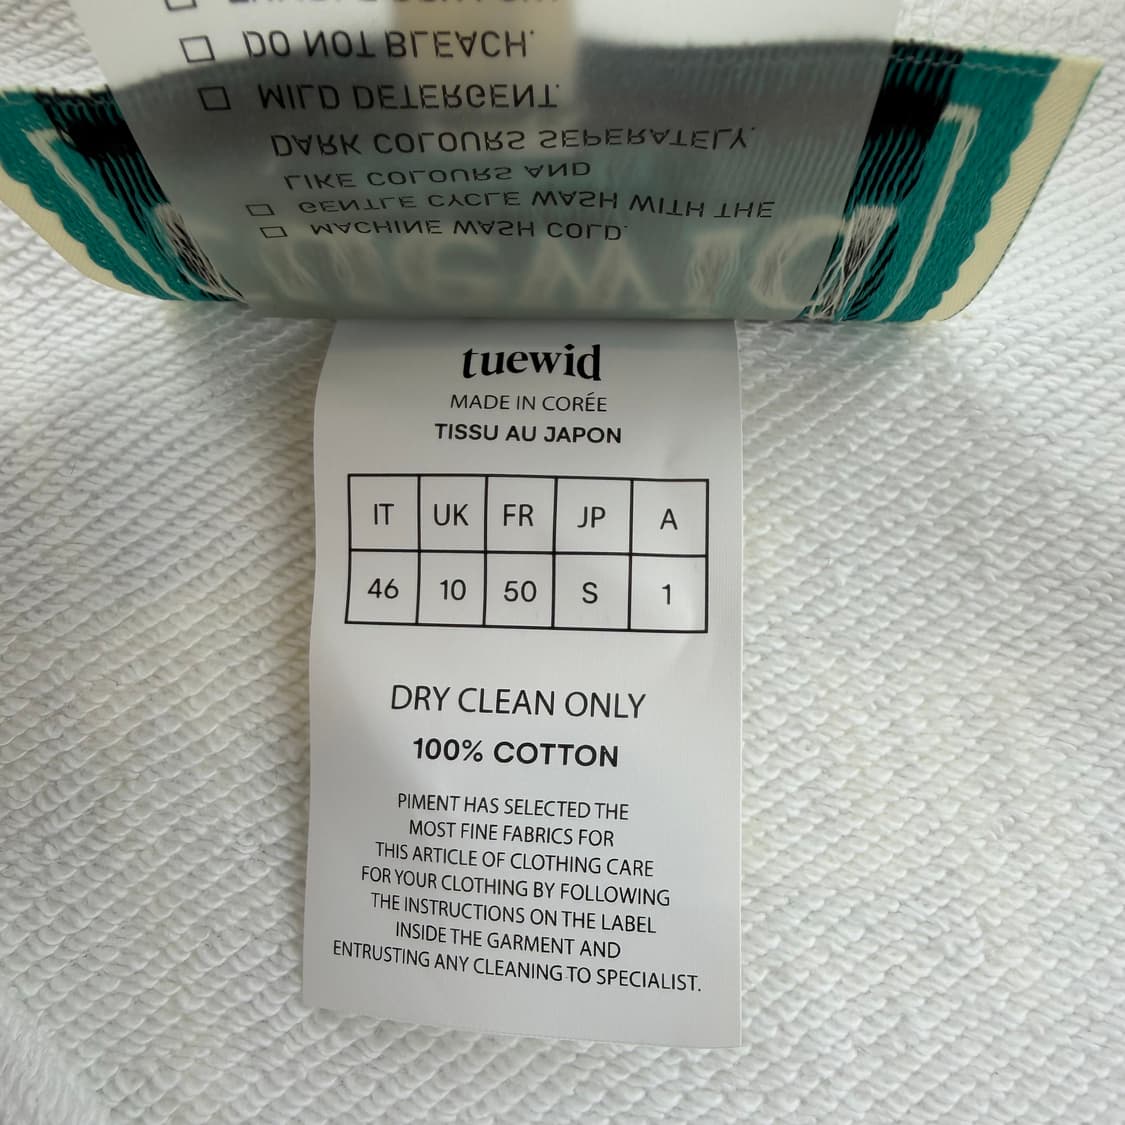 DO NOT BLEACH.
MILD DETERGENT.
DARK COLOURS SEPERATELY.
LIKE COLOURS AND
GENTLE CYCLE WASH WITH THE
MACHINE WASH COLD.
tuewid
MADE IN CORÉE
TISSU AU JAPON
IT UK FR JP A
46 10 50 S 1
DRY CLEAN ONLY
100% COTTON
PIMENT HAS SELECTED THE
MOST FINE FABRICS FOR
THIS ARTICLE OF CLOTHING CARE
FOR YOUR CLOTHING BY FOLLOWING
THE INSTRUCTIONS ON THE LABEL
INSIDE THE GARMENT AND
ENTRUSTING ANY CLEANING TO SPECIALIST.